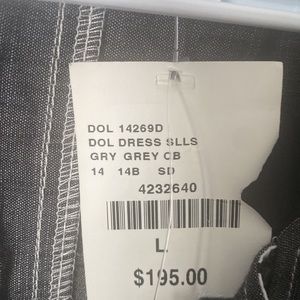 DOL 14269D
DOL DRESS SLLS
GRY GREY CB
14 14B SD
4232640
L
$195.00